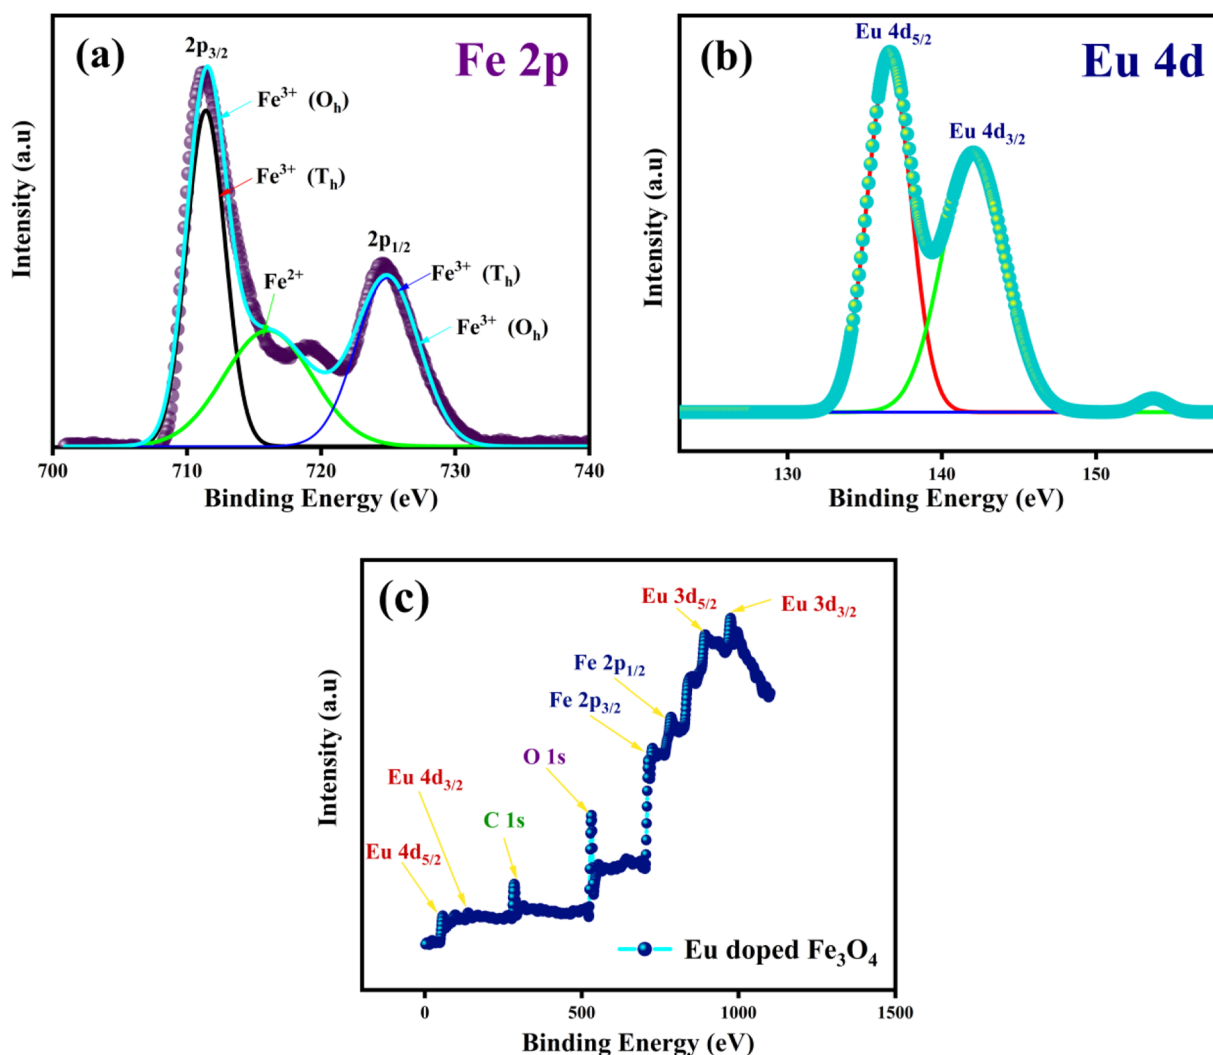 (a)
Fe 2p
2p3/2
Fe3+ (Oh)
Fe3+ (Th)
Fe2+
2p1/2
Fe3+ (Th)
Fe3+ (Oh)
Intensity (a.u)
700 710 720 730 740
Binding Energy (eV)
(b)
Eu 4d
Eu 4d5/2
Eu 4d3/2
Intensity (a.u)
130 140 150
Binding Energy (eV)
(c)
Eu 3d5/2
Eu 3d3/2
Fe 2p1/2
Fe 2p3/2
O 1s
Eu 4d3/2
C 1s
Eu 4d5/2
Eu doped Fe3O4
Intensity (a.u)
0 500 1000 1500
Binding Energy (eV)